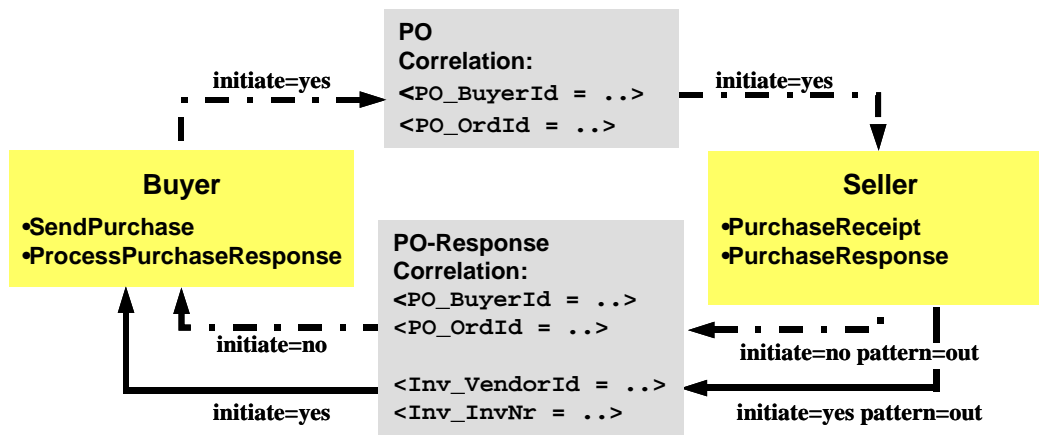 PO
Correlation:
<PO_BuyerId = ..>
<PO_OrdId = ..>
initiate=yes
initiate=yes
Buyer
•SendPurchase
•ProcessPurchaseResponse
Seller
•PurchaseReceipt
•PurchaseResponse
PO-Response
Correlation:
<PO_BuyerId = ..>
<PO_OrdId = ..>
<Inv_VendorId = ..>
<Inv_InvNr = ..>
initiate=no
initiate=no pattern=out
initiate=yes
initiate=yes pattern=out